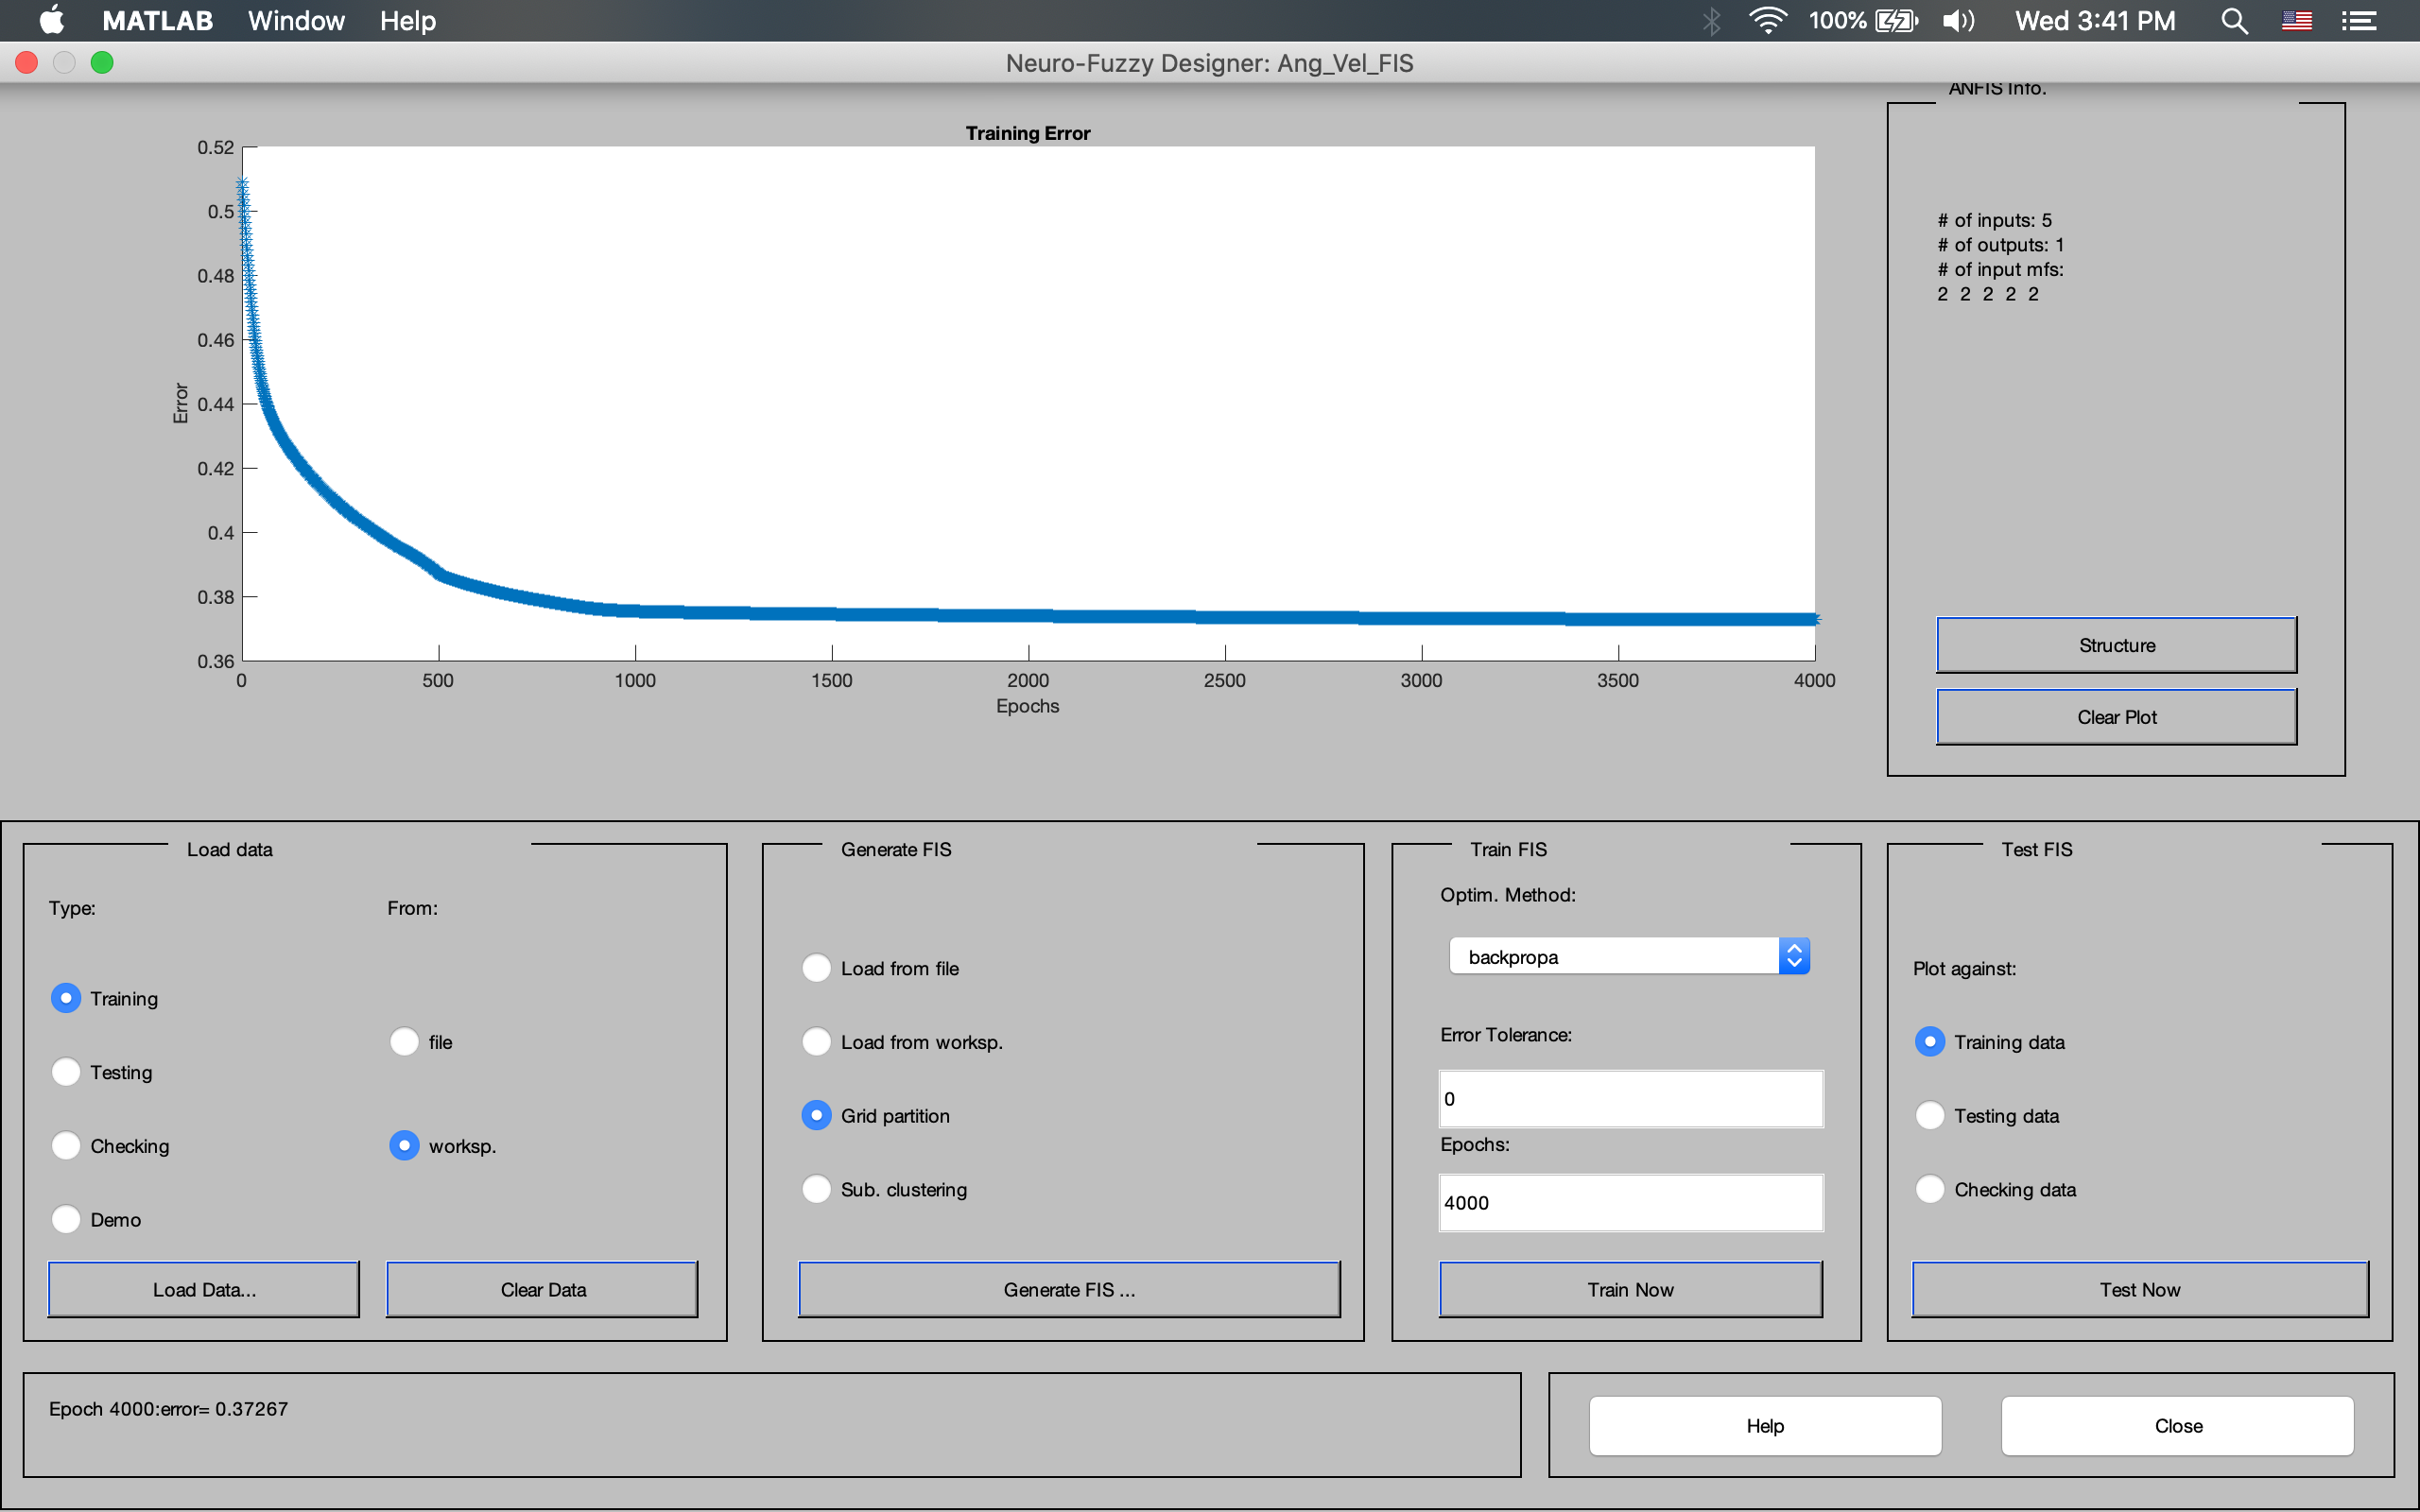 MATLAB Window Help 100% Wed 3:41 PM
Neuro-Fuzzy Designer: Ang_Vel_FIS
Training Error
0.52
0.5
0.48
0.46
0.44
0.42
0.4
0.38
0.36
Error
0 500 1000 1500 2000 2500 3000 3500 4000
Epochs
ANFIS Info.
# of inputs: 5
# of outputs: 1
# of input mfs:
2 2 2 2 2
Structure
Clear Plot
Load data
Type: From:
Training
file
Testing
Checking worksp.
Demo
Load Data... Clear Data
Generate FIS
Load from file
Load from worksp.
Grid partition
Sub. clustering
Generate FIS ...
Train FIS
Optim. Method:
backpropa
Error Tolerance:
0
Epochs:
4000
Train Now
Test FIS
Plot against:
Training data
Testing data
Checking data
Test Now
Epoch 4000:error= 0.37267
Help Close